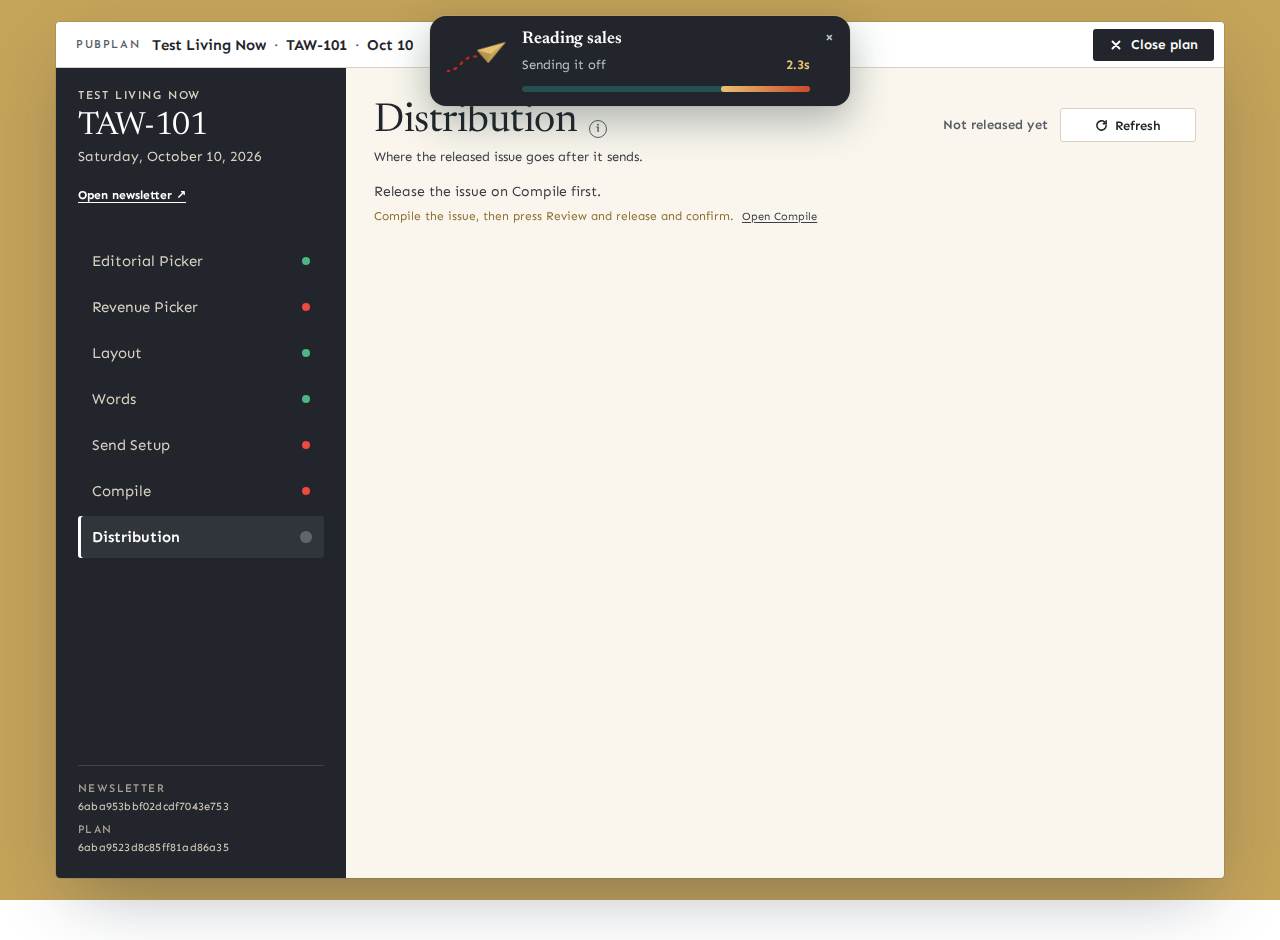 PUBPLAN Test Living Now · TAW-101 · Oct 10
Reading sales
×
Sending it off 2.3s
Close plan
TEST LIVING NOW
TAW-101
Saturday, October 10, 2026
Open newsletter ↗
Editorial Picker
Revenue Picker
Layout
Words
Send Setup
Compile
Distribution
NEWSLETTER
6aba953bbf02dcdf7043e753
PLAN
6aba9523d8c85ff81ad86a35
Distribution i
Not released yet Refresh
Where the released issue goes after it sends.
Release the issue on Compile first.
Compile the issue, then press Review and release and confirm. Open Compile